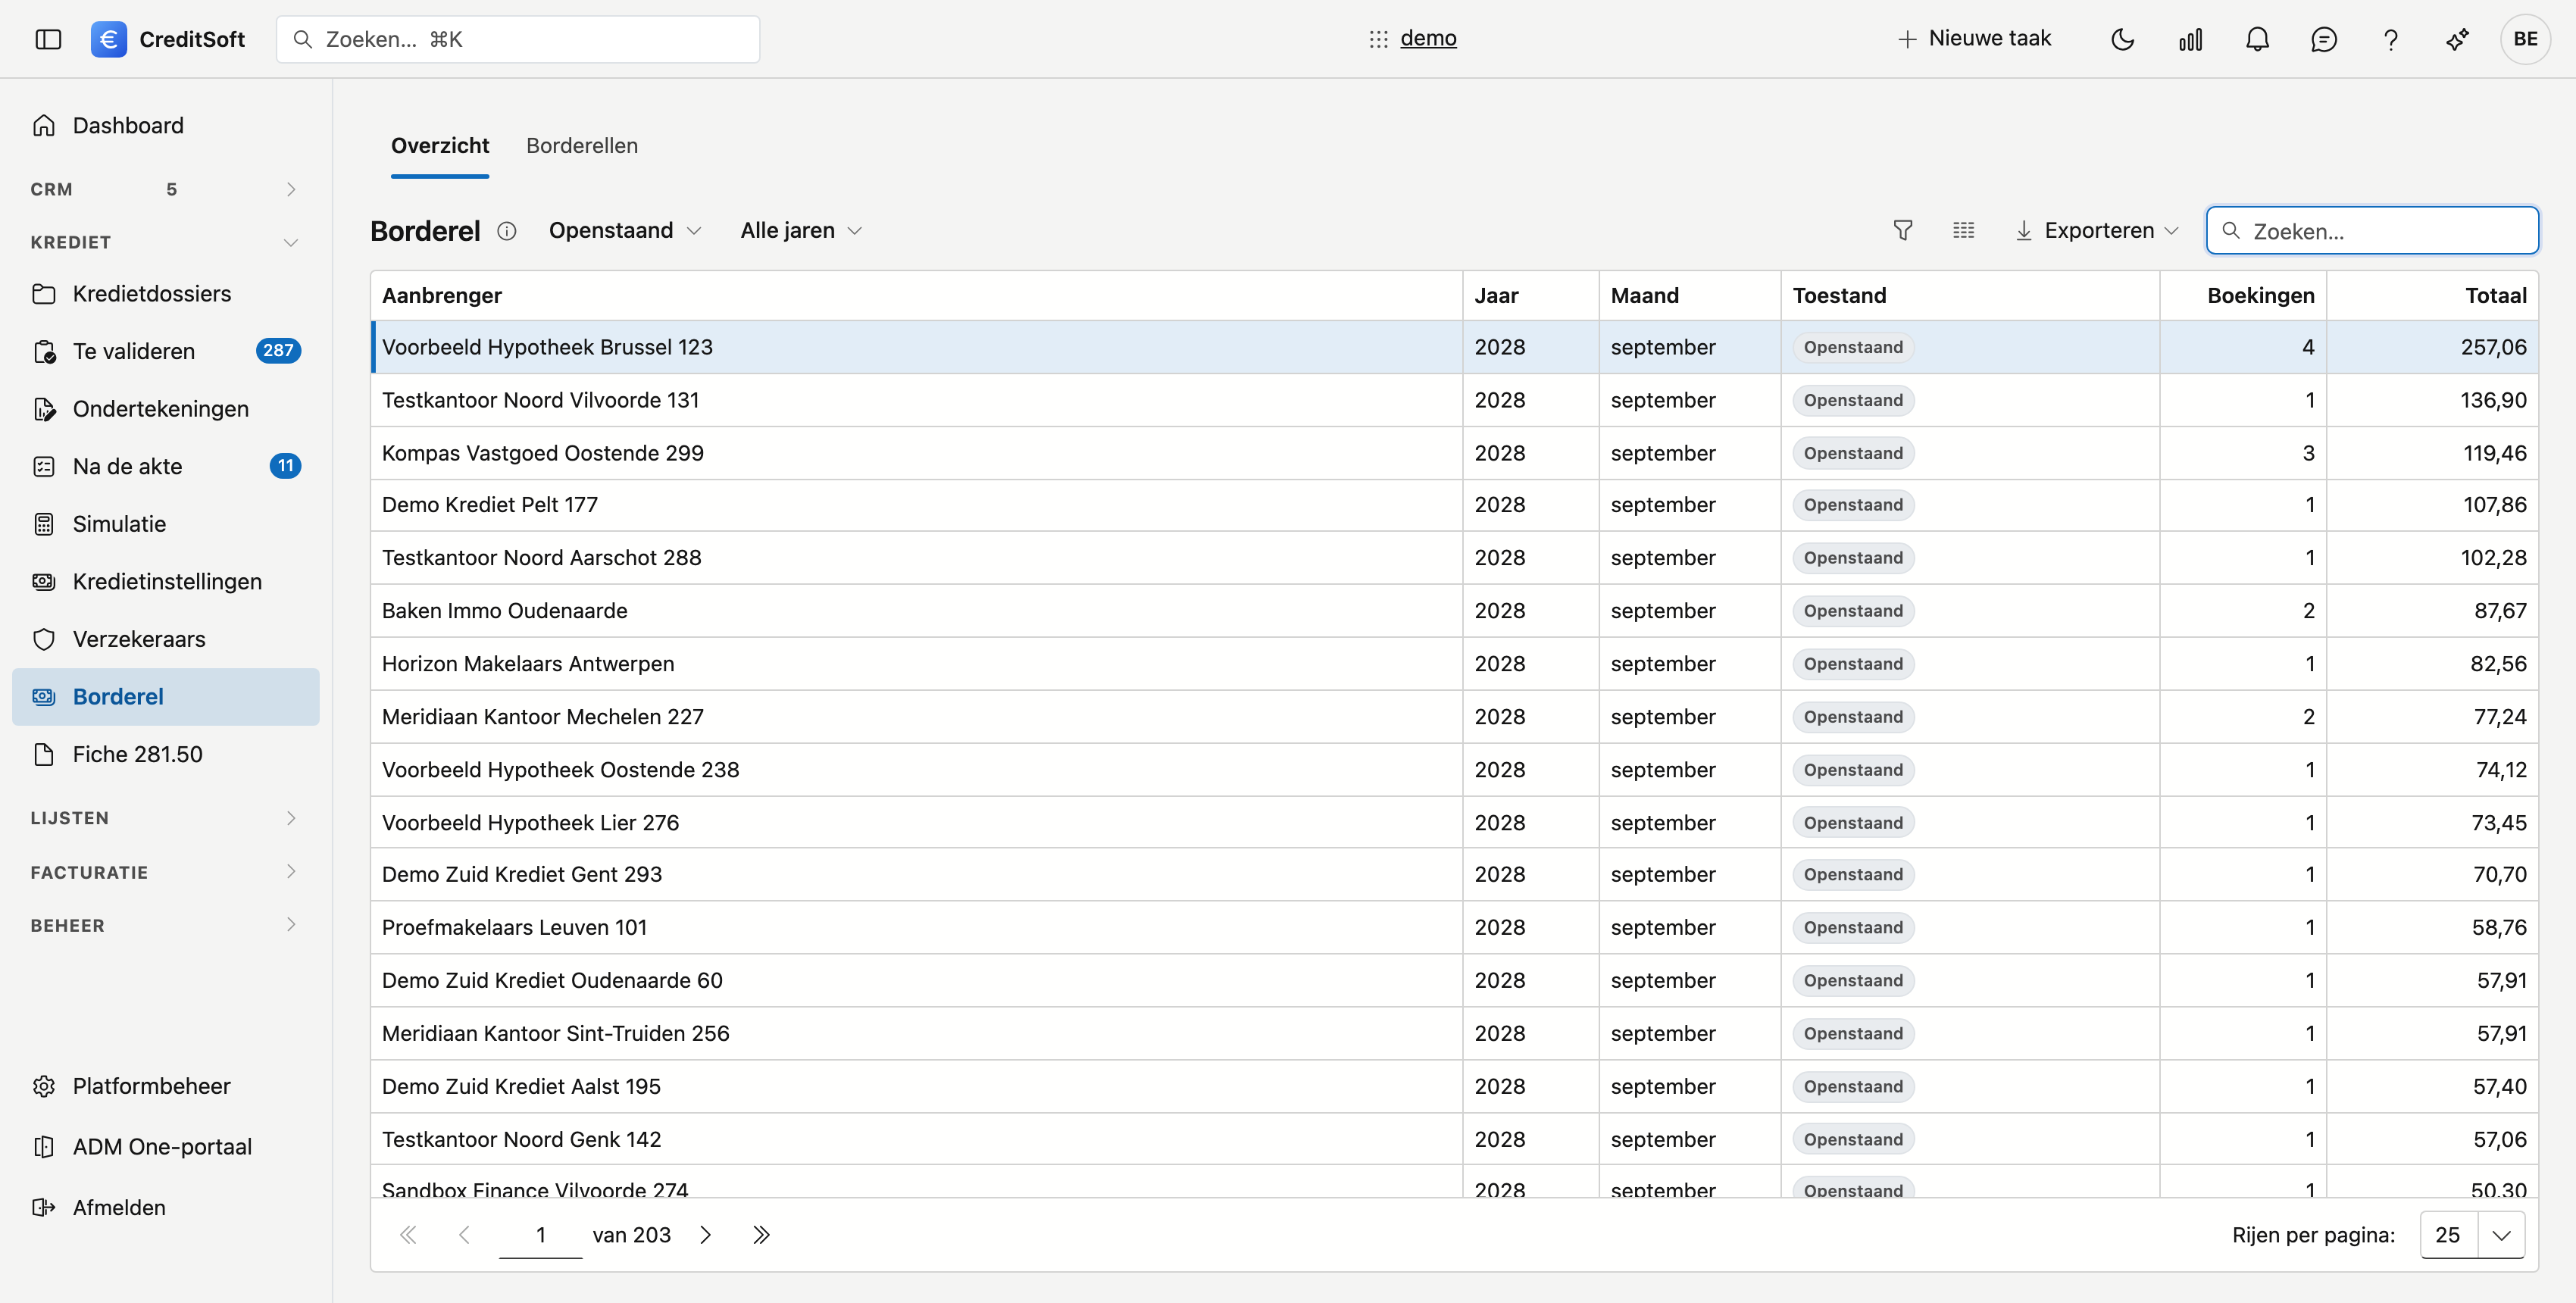 CreditSoft
Zoeken... ⌘K
demo
Nieuwe taak
BE
Dashboard
CRM 5
KREDIET
Kredietdossiers
Te valideren 287
Ondertekeningen
Na de akte 11
Simulatie
Kredietinstellingen
Verzekeraars
Borderel
Fiche 281.50
LIJSTEN
FACTURATIE
BEHEER
Platformbeheer
ADM One-portaal
Afmelden
Overzicht Borderellen
Borderel Openstaand Alle jaren Exporteren Zoeken...
Aanbrenger Jaar Maand Toestand Boekingen Totaal
Voorbeeld Hypotheek Brussel 123 2028 september Openstaand 4 257,06
Testkantoor Noord Vilvoorde 131 2028 september Openstaand 1 136,90
Kompas Vastgoed Oostende 299 2028 september Openstaand 3 119,46
Demo Krediet Pelt 177 2028 september Openstaand 1 107,86
Testkantoor Noord Aarschot 288 2028 september Openstaand 1 102,28
Baken Immo Oudenaarde 2028 september Openstaand 2 87,67
Horizon Makelaars Antwerpen 2028 september Openstaand 1 82,56
Meridiaan Kantoor Mechelen 227 2028 september Openstaand 2 77,24
Voorbeeld Hypotheek Oostende 238 2028 september Openstaand 1 74,12
Voorbeeld Hypotheek Lier 276 2028 september Openstaand 1 73,45
Demo Zuid Krediet Gent 293 2028 september Openstaand 1 70,70
Proefmakelaars Leuven 101 2028 september Openstaand 1 58,76
Demo Zuid Krediet Oudenaarde 60 2028 september Openstaand 1 57,91
Meridiaan Kantoor Sint-Truiden 256 2028 september Openstaand 1 57,91
Demo Zuid Krediet Aalst 195 2028 september Openstaand 1 57,40
Testkantoor Noord Genk 142 2028 september Openstaand 1 57,06
Sandbox Finance Vilvoorde 274 2028 september Openstaand 1 50,30
1 van 203 Rijen per pagina: 25